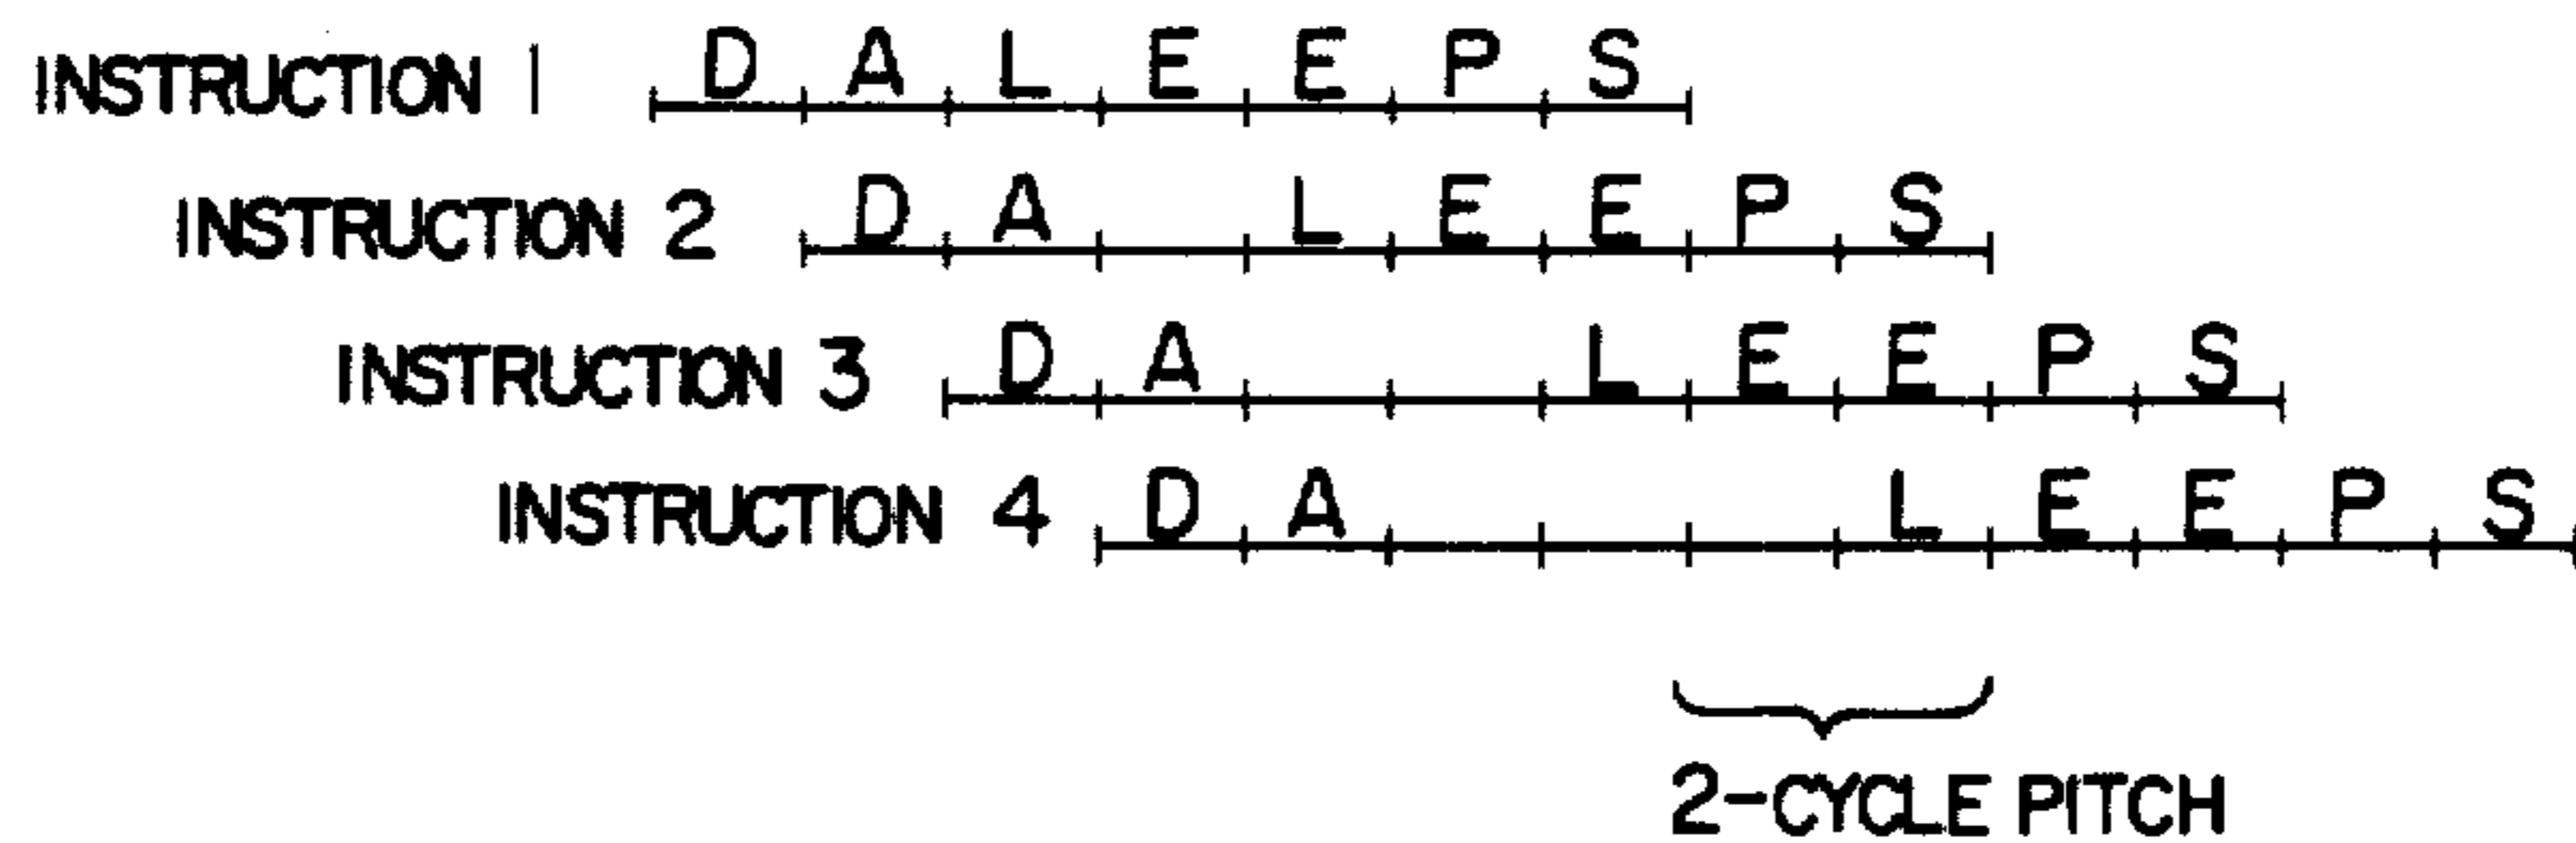 INSTRUCTION 1 D A L E E P S
INSTRUCTION 2 D A L E E P S
INSTRUCTION 3 D A L E E P S
INSTRUCTION 4 D A L E E P S
2-CYCLE PITCH